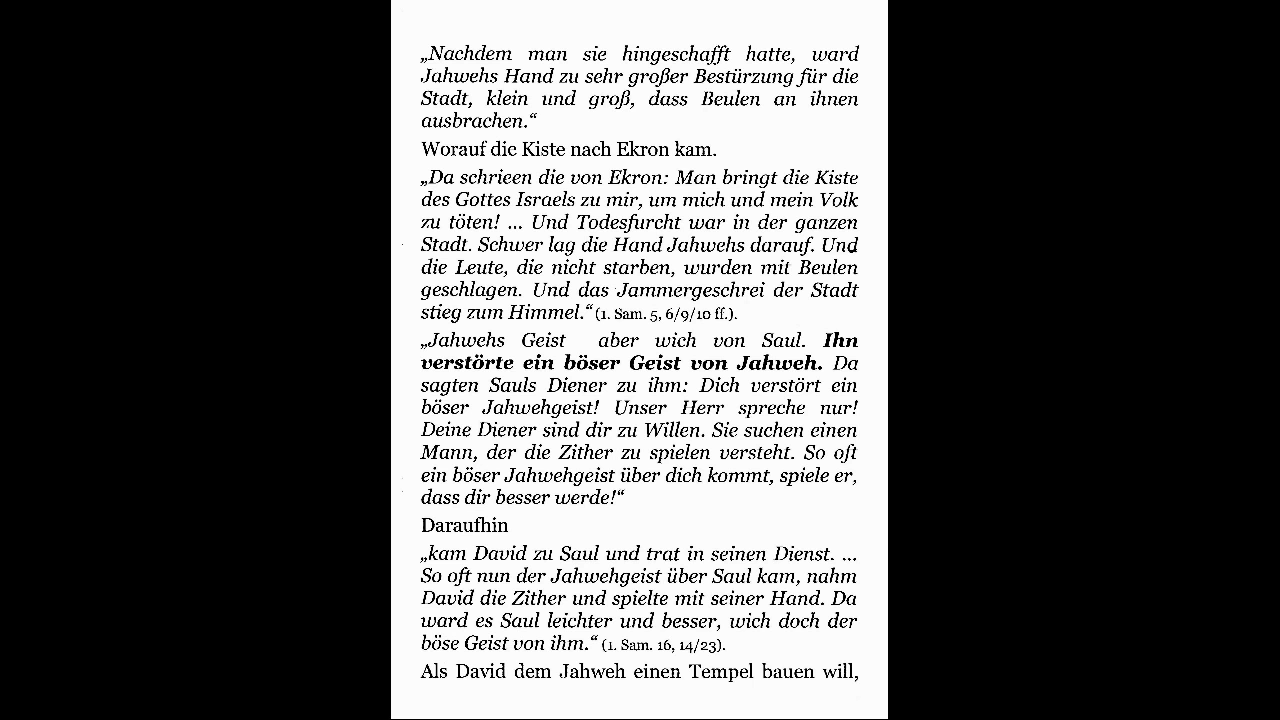 „Nachdem man sie hingeschafft hatte, ward
Jahwehs Hand zu sehr großer Bestürzung für die
Stadt, klein und groß, dass Beulen an ihnen
ausbrachen.“
Worauf die Kiste nach Ekron kam.
„Da schrieen die von Ekron: Man bringt die Kiste
des Gottes Israels zu mir, um mich und mein Volk
zu töten! ... Und Todesfurcht war in der ganzen
Stadt. Schwer lag die Hand Jahwehs darauf. Und
die Leute, die nicht starben, wurden mit Beulen
geschlagen. Und das Jammergeschrei der Stadt
stieg zum Himmel.“ (1. Sam. 5, 6/9/10 ff.).
„Jahwehs Geist aber wich von Saul. Ihn
verstörte ein böser Geist von Jahweh. Da
sagten Sauls Diener zu ihm: Dich verstört ein
böser Jahwehgeist! Unser Herr spreche nur!
Deine Diener sind dir zu Willen. Sie suchen einen
Mann, der die Zither zu spielen versteht. So oft
ein böser Jahwehgeist über dich kommt, spiele er,
dass dir besser werde!“
Daraufhin
„kam David zu Saul und trat in seinen Dienst. ...
So oft nun der Jahwehgeist über Saul kam, nahm
David die Zither und spielte mit seiner Hand. Da
ward es Saul leichter und besser, wich doch der
böse Geist von ihm.“ (1. Sam. 16, 14/23).
Als David dem Jahweh einen Tempel bauen will,